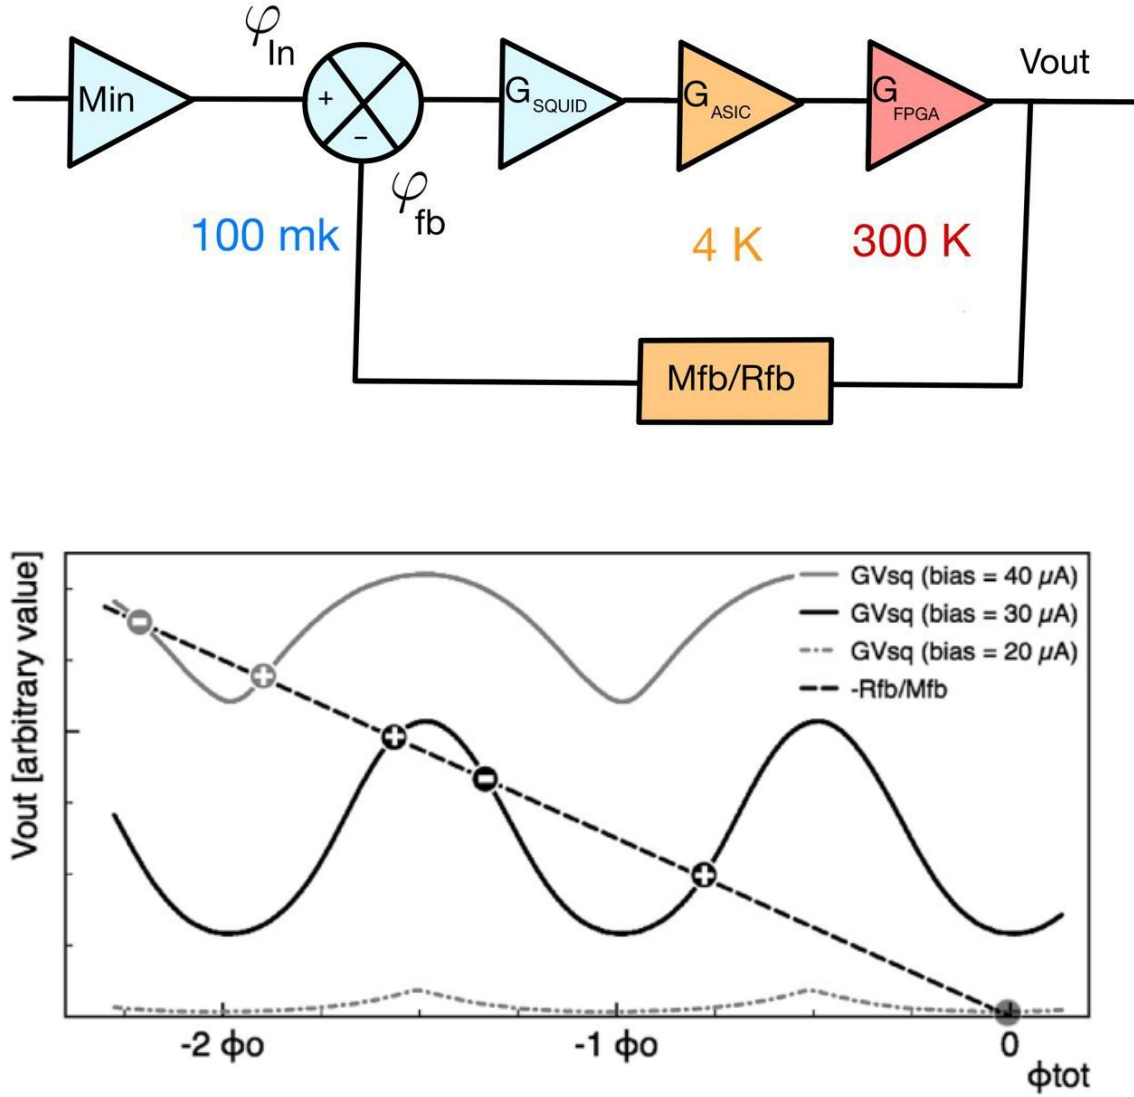 φIn
Vout
Min
+
−
GSQUID
GASIC
GFPGA
φfb
100 mk
4 K
300 K
Mfb/Rfb
Vout [arbitrary value]
GVsq (bias = 40 µA)
GVsq (bias = 30 µA)
GVsq (bias = 20 µA)
-Rfb/Mfb
-2 ϕo
-1 ϕo
0
ϕtot